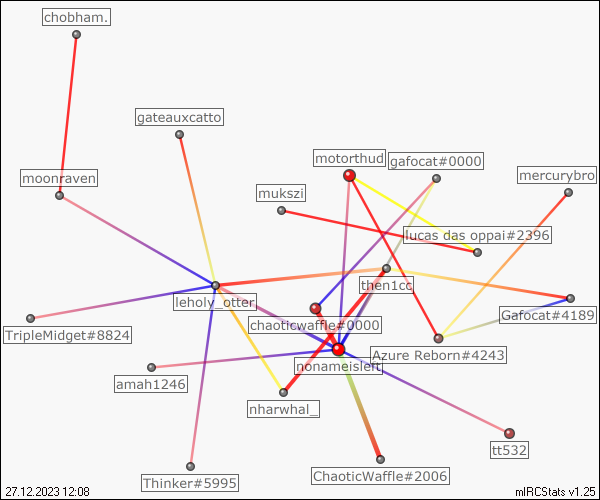 chobham.
gateauxcatto
motorthud
gafocat#0000
moonraven
mercurybro
mukszi
lucas das oppai#2396
then1cc
leholy_otter
Gafocat#4189
chaoticwaffle#0000
TripleMidget#8824
Azure Reborn#4243
nonameisleft
amah1246
nharwhal_
tt532
ChaoticWaffle#2006
Thinker#5995
27.12.2023 12:08
mIRCStats v1.25